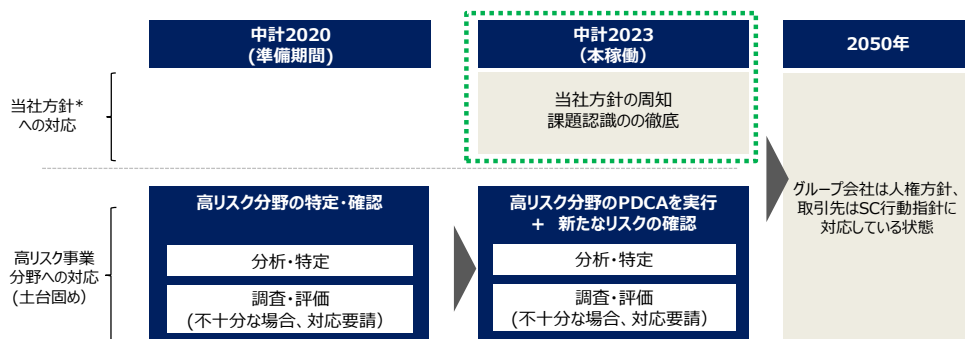 中計2020
(準備期間)
中計2023
(本稼働)
2050年
当社方針*
への対応
当社方針の周知
課題認識のの徹底
グループ会社は人権方針、
取引先はSC行動指針に
対応している状態
高リスク事業
分野への対応
(土台固め)
高リスク分野の特定・確認
分析・特定
調査・評価
(不十分な場合、対応要請)
高リスク分野のPDCAを実行
+ 新たなリスクの確認
分析・特定
調査・評価
(不十分な場合、対応要請)